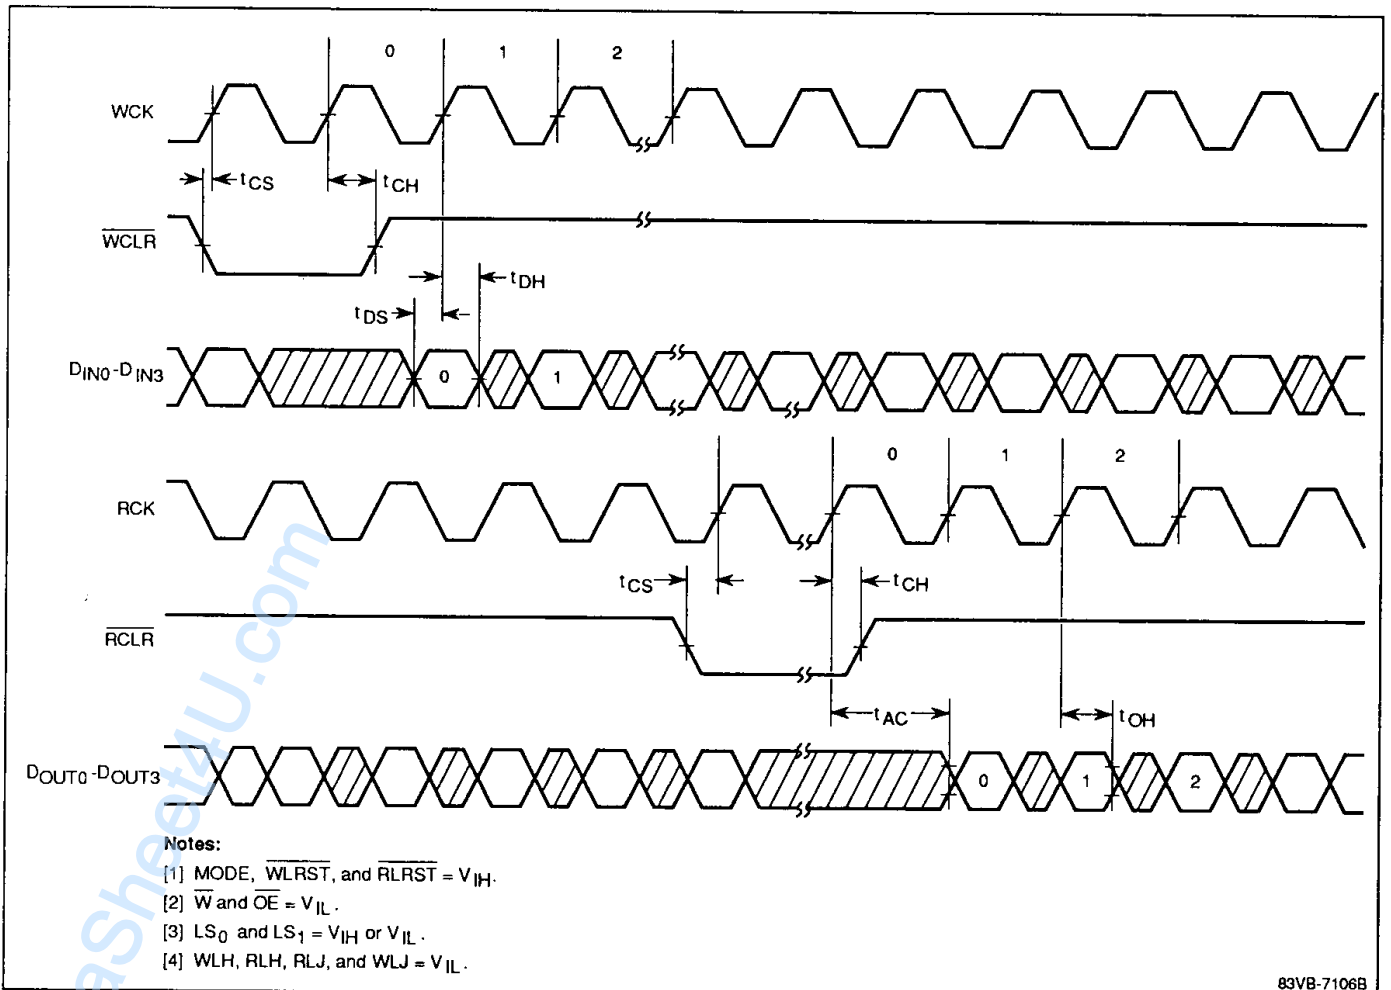 0 1 2
WCK
tCS tCH
WCLR
tDH
tDS
DIN0-DIN3 0 1
0 1 2
RCK
tCS tCH
RCLR
tAC tOH
DOUT0-DOUT3 0 1 2
Notes:
[1] MODE, WLRST, and RLRST = VIH.
[2] W and OE = VIL.
[3] LS0 and LS1 = VIH or VIL.
[4] WLH, RLH, RLJ, and WLJ = VIL.
83VB-7106B
aSheet4U.com